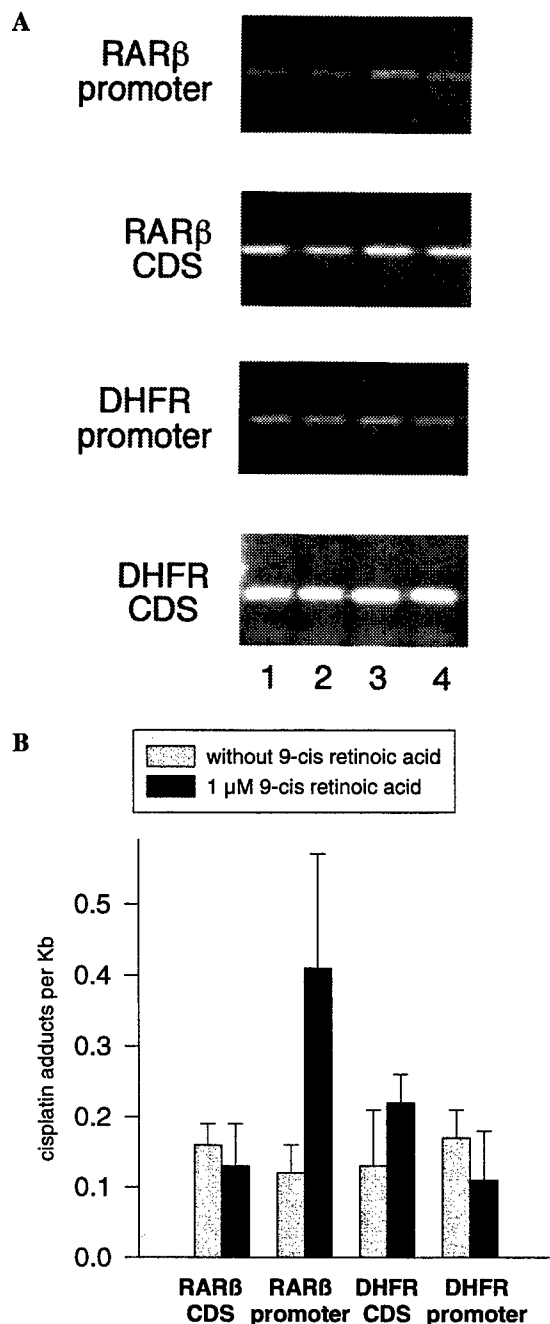 A
RARβ
promoter
RARβ
CDS
DHFR
promoter
DHFR
CDS
1 2 3 4
B
without 9-cis retinoic acid
1 µM 9-cis retinoic acid
cisplatin adducts per Kb
0.5
0.4
0.3
0.2
0.1
0.0
RARß
CDS
RARß
promoter
DHFR
CDS
DHFR
promoter